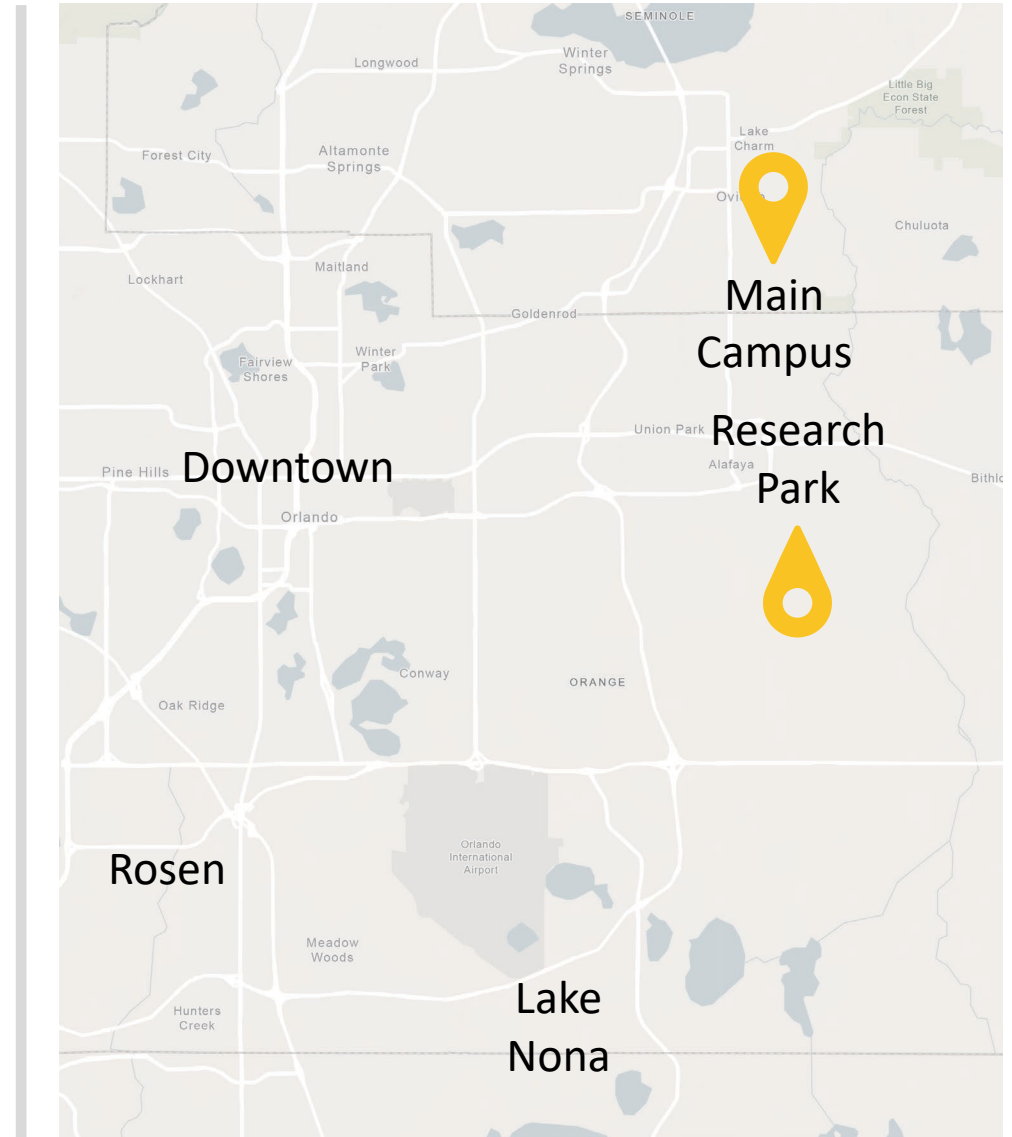 SEMINOLE
Winter
Springs
Longwood
Little Big
Econ State
Forest
Lake
Charm
Forest City
Altamonte
Springs
Chuluota
Lockhart
Maitland
Main
Campus
Goldenrod
Fairview
Shores
Winter
Park
Research
Park
Union Park
Alafaya
Downtown
Pine Hills
Bithlo
Orlando
Conway
ORANGE
Oak Ridge
Orlando
International
Airport
Rosen
Meadow
Woods
Lake
Nona
Hunters
Creek